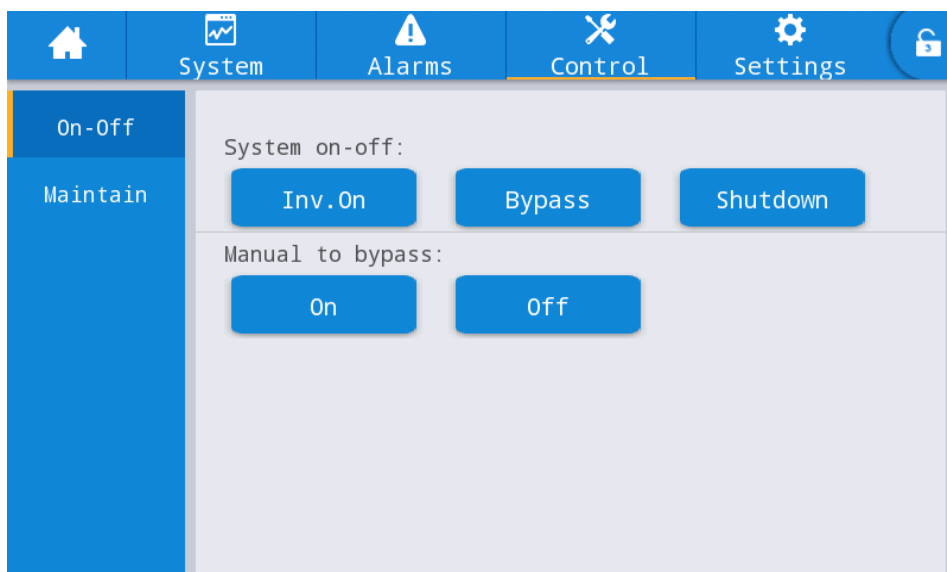 System
Alarms
Control
Settings
3
On-Off
Maintain
System on-off:
Inv.On
Bypass
Shutdown
Manual to bypass:
On
Off